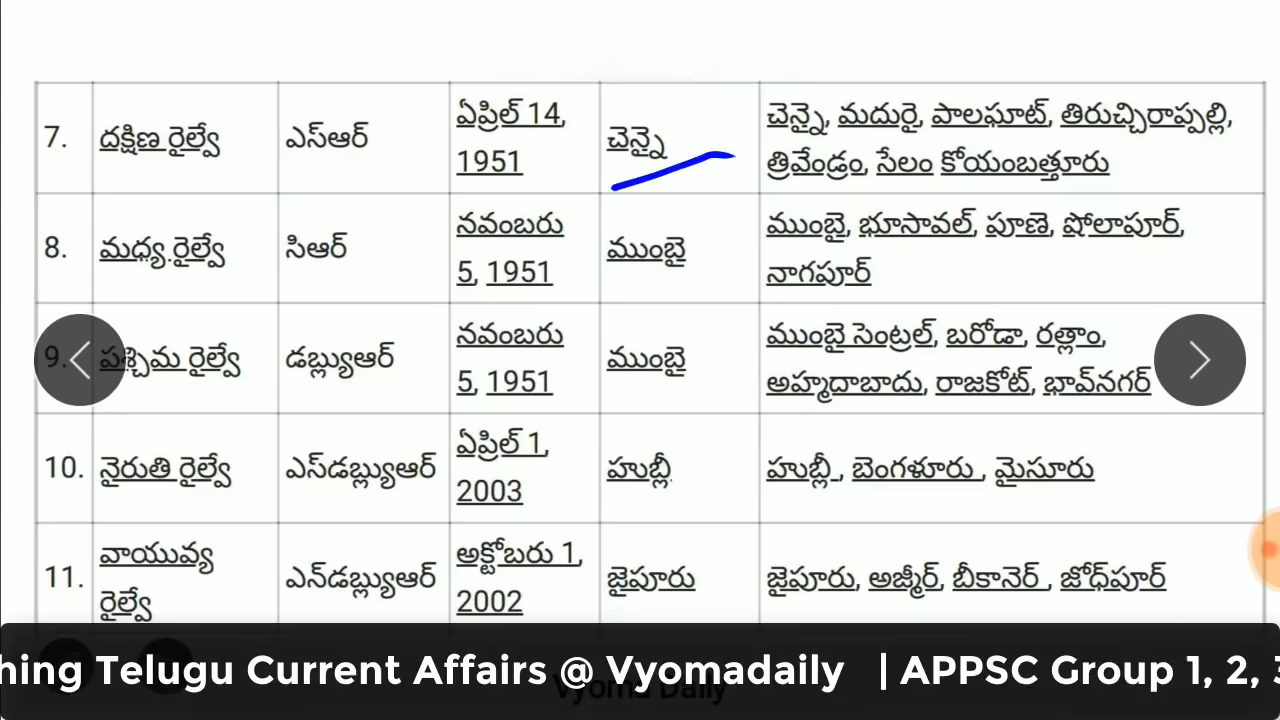 7. దక్షిణ రైల్వే ఎస్ఆర్ ఏప్రిల్ 14, 1951 చెన్నై చెన్నై, మదురై, పాలఘాట్, తిరుచ్చిరాప్పల్లి, త్రివేండ్రం, సేలం కోయంబత్తూరు
8. మధ్య రైల్వే సిఆర్ నవంబరు 5, 1951 ముంబై ముంబై, భూసావల్, పూణె, షోలాపూర్, నాగపూర్
9. పశ్చిమ రైల్వే డబ్ల్యుఆర్ నవంబరు 5, 1951 ముంబై ముంబై సెంట్రల్, బరోడా, రత్లాం, అహ్మదాబాదు, రాజకోట్, భావ్‌నగర్
10. నైరుతి రైల్వే ఎస్‌డబ్ల్యుఆర్ ఏప్రిల్ 1, 2003 హుబ్లీ హుబ్లీ , బెంగళూరు , మైసూరు
11. వాయువ్య రైల్వే ఎన్‌డబ్ల్యుఆర్ అక్టోబరు 1, 2002 జైపూరు జైపూరు, అజ్మీర్, బీకానెర్ , జోధ్‌పూర్
hing Telugu Current Affairs @ Vyomadaily | APPSC Group 1, 2, 3
Vyoma Daily